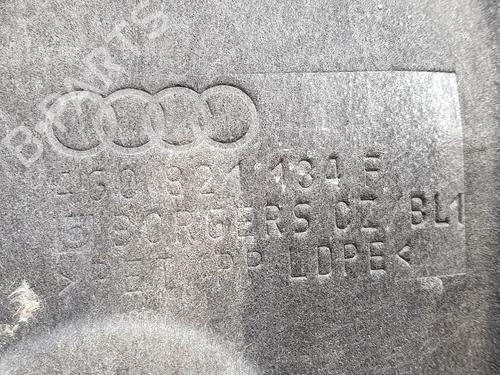 4G0 821 134 F
BORGERS CZ BL1
>PET PP LDPE<